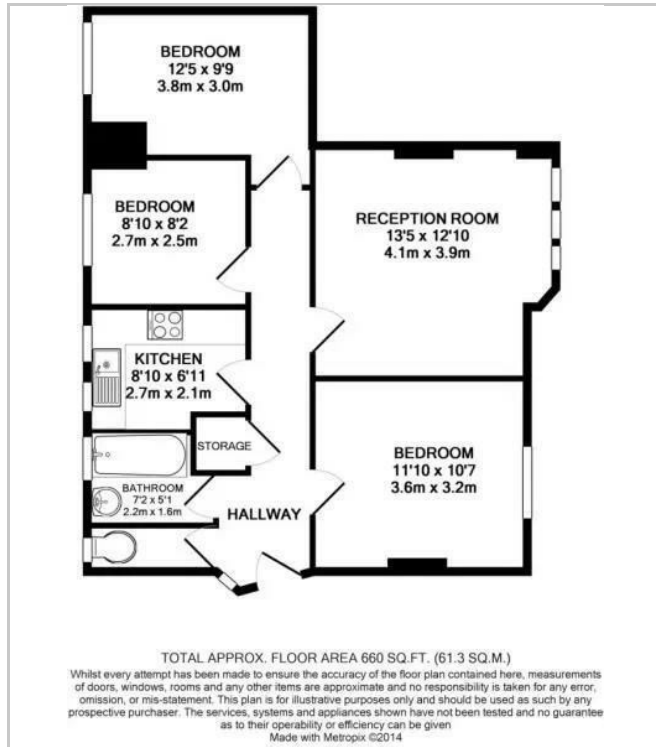 BEDROOM
12'5 x 9'9
3.8m x 3.0m
BEDROOM
8'10 x 8'2
2.7m x 2.5m
RECEPTION ROOM
13'5 x 12'10
4.1m x 3.9m
KITCHEN
8'10 x 6'11
2.7m x 2.1m
STORAGE
BEDROOM
11'10 x 10'7
3.6m x 3.2m
BATHROOM
7'2 x 5'1
2.2m x 1.6m
HALLWAY
TOTAL APPROX. FLOOR AREA 660 SQ.FT. (61.3 SQ.M.)
Whilst every attempt has been made to ensure the accuracy of the floor plan contained here, measurements
of doors, windows, rooms and any other items are approximate and no responsibility is taken for any error,
omission, or mis-statement. This plan is for illustrative purposes only and should be used as such by any
prospective purchaser. The services, systems and appliances shown have not been tested and no guarantee
as to their operability or efficiency can be given
Made with Metropix ©2014